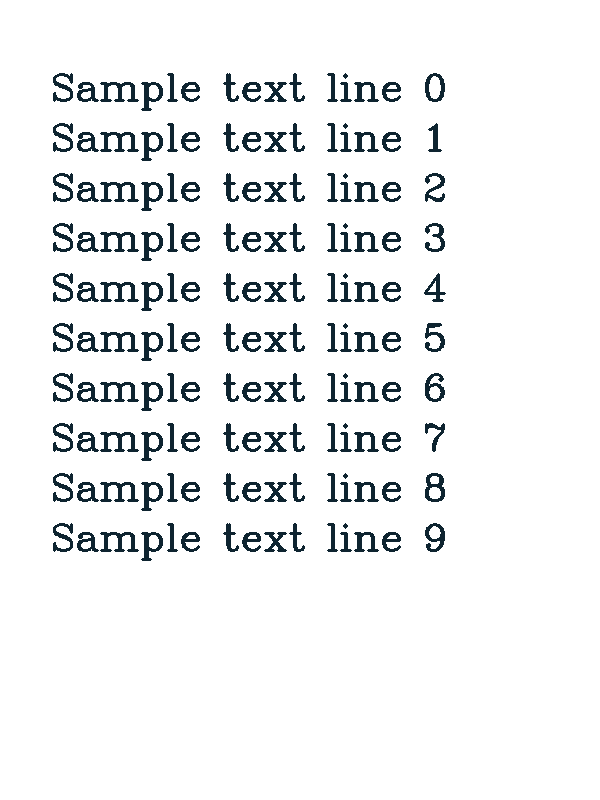 Sample text line 0
Sample text line 1
Sample text line 2
Sample text line 3
Sample text line 4
Sample text line 5
Sample text line 6
Sample text line 7
Sample text line 8
Sample text line 9